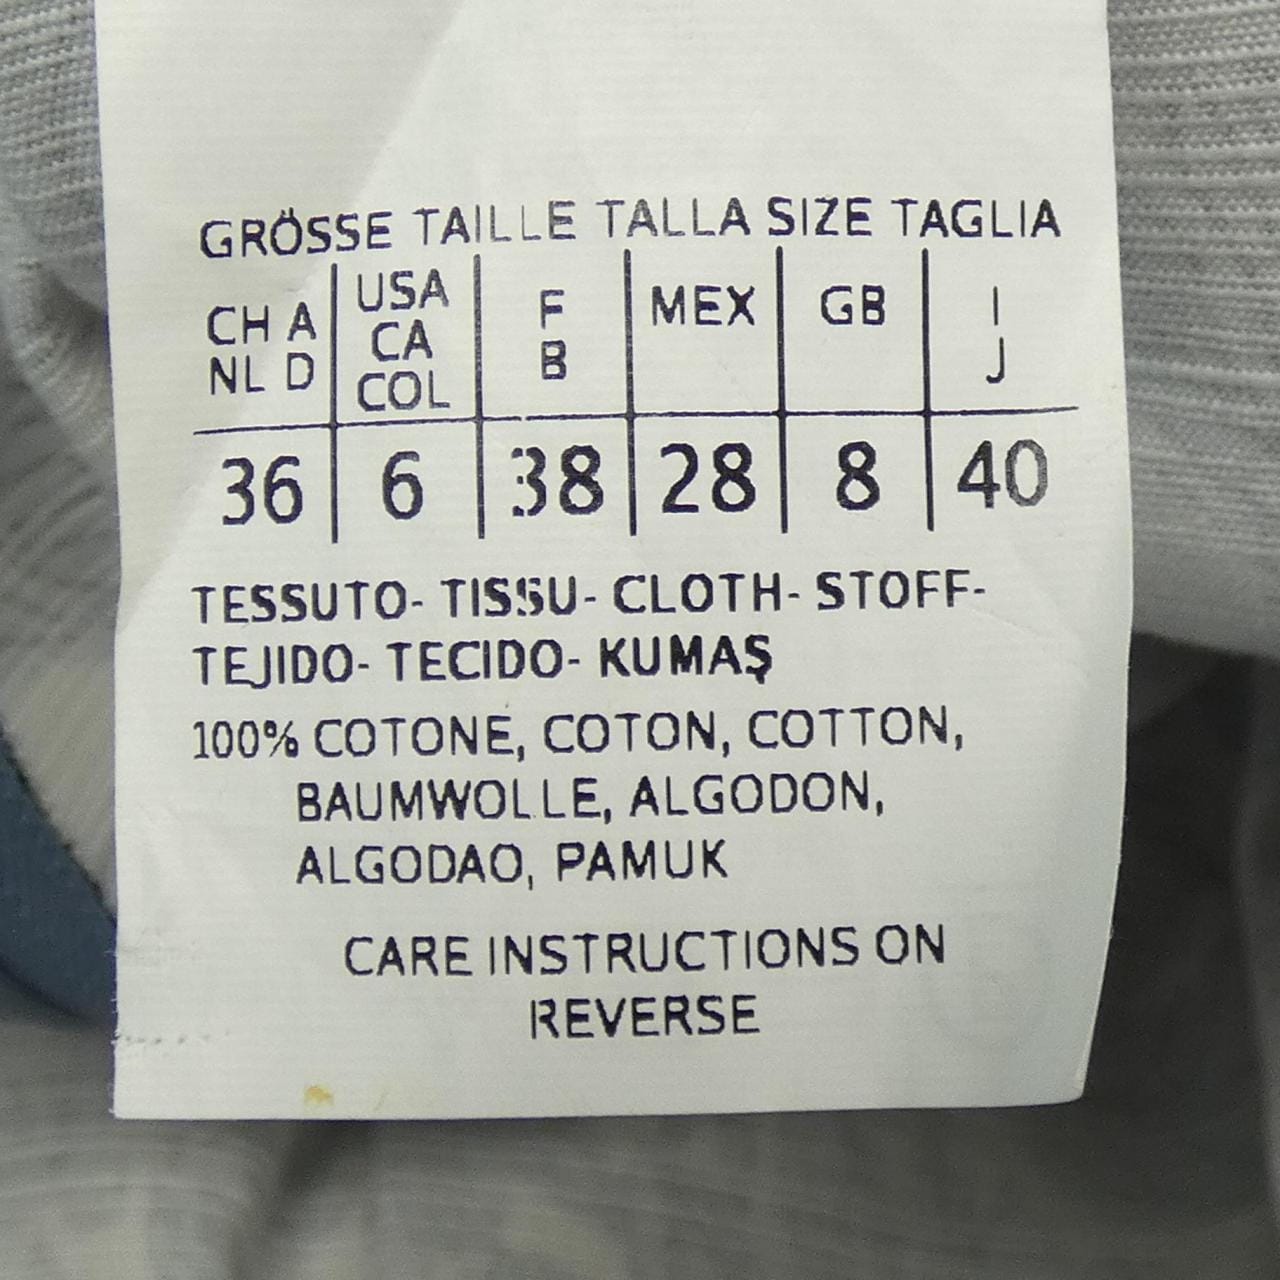 GRÖSSE TAILLE TALLA SIZE TAGLIA
CH A NL D | USA CA COL | F B | MEX | GB | I J
36 | 6 | 38 | 28 | 8 | 40
TESSUTO- TISSU- CLOTH- STOFF-
TEJIDO- TECIDO- KUMAŞ
100% COTONE, COTON, COTTON,
BAUMWOLLE, ALGODON,
ALGODAO, PAMUK
CARE INSTRUCTIONS ON
REVERSE